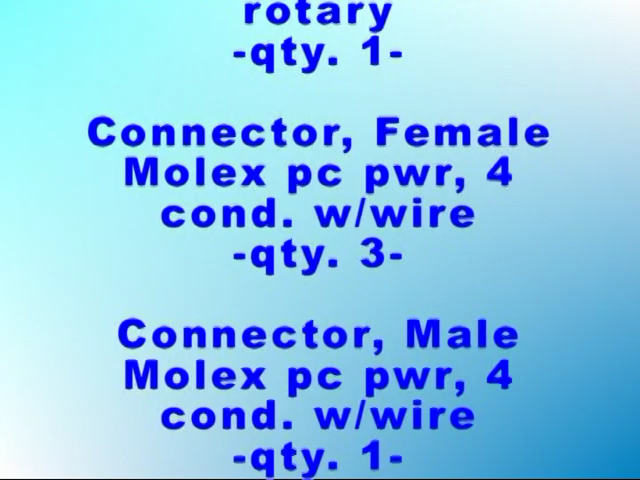 rotary
-qty. 1-
Connector, Female
Molex pc pwr, 4
cond. w/wire
-qty. 3-
Connector, Male
Molex pc pwr, 4
cond. w/wire
-qty. 1-